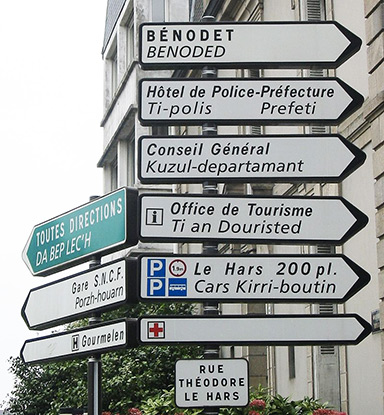 BÉNODET
BENODED
Hôtel de Police-Préfecture
Ti-polis Prefeti
Conseil Général
Kuzul-departamant
TOUTES DIRECTIONS
DA BEP LEC'H
i Office de Tourisme
Ti an Douristed
Gare S.N.C.F.
Porzh-houarn
P Le Hars 200 pl.
P Cars Kirri-boutin
H Gourmelen
RUE
THÉODORE
LE HARS